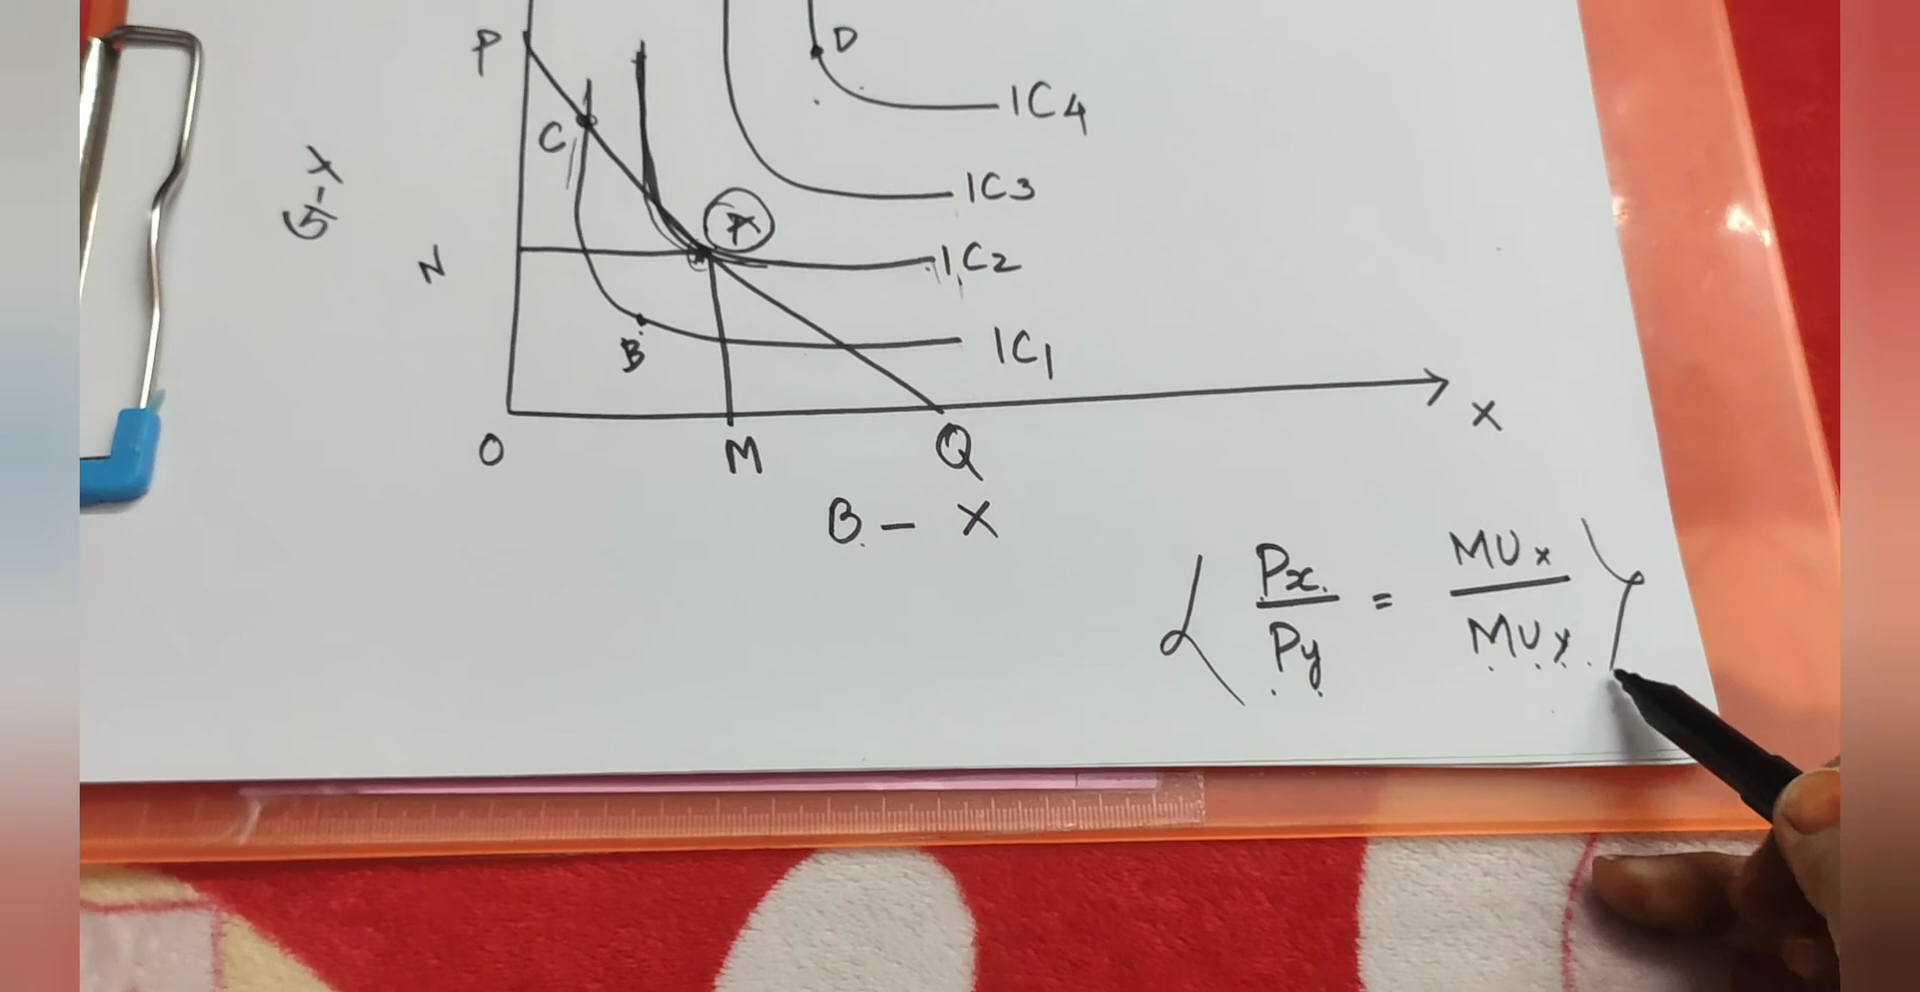 P
D
IC4
C
IC3
G - Y
A
N
IC2
B
IC1
O
M
Q
X
B - X
Px / Py = MUx / MUy